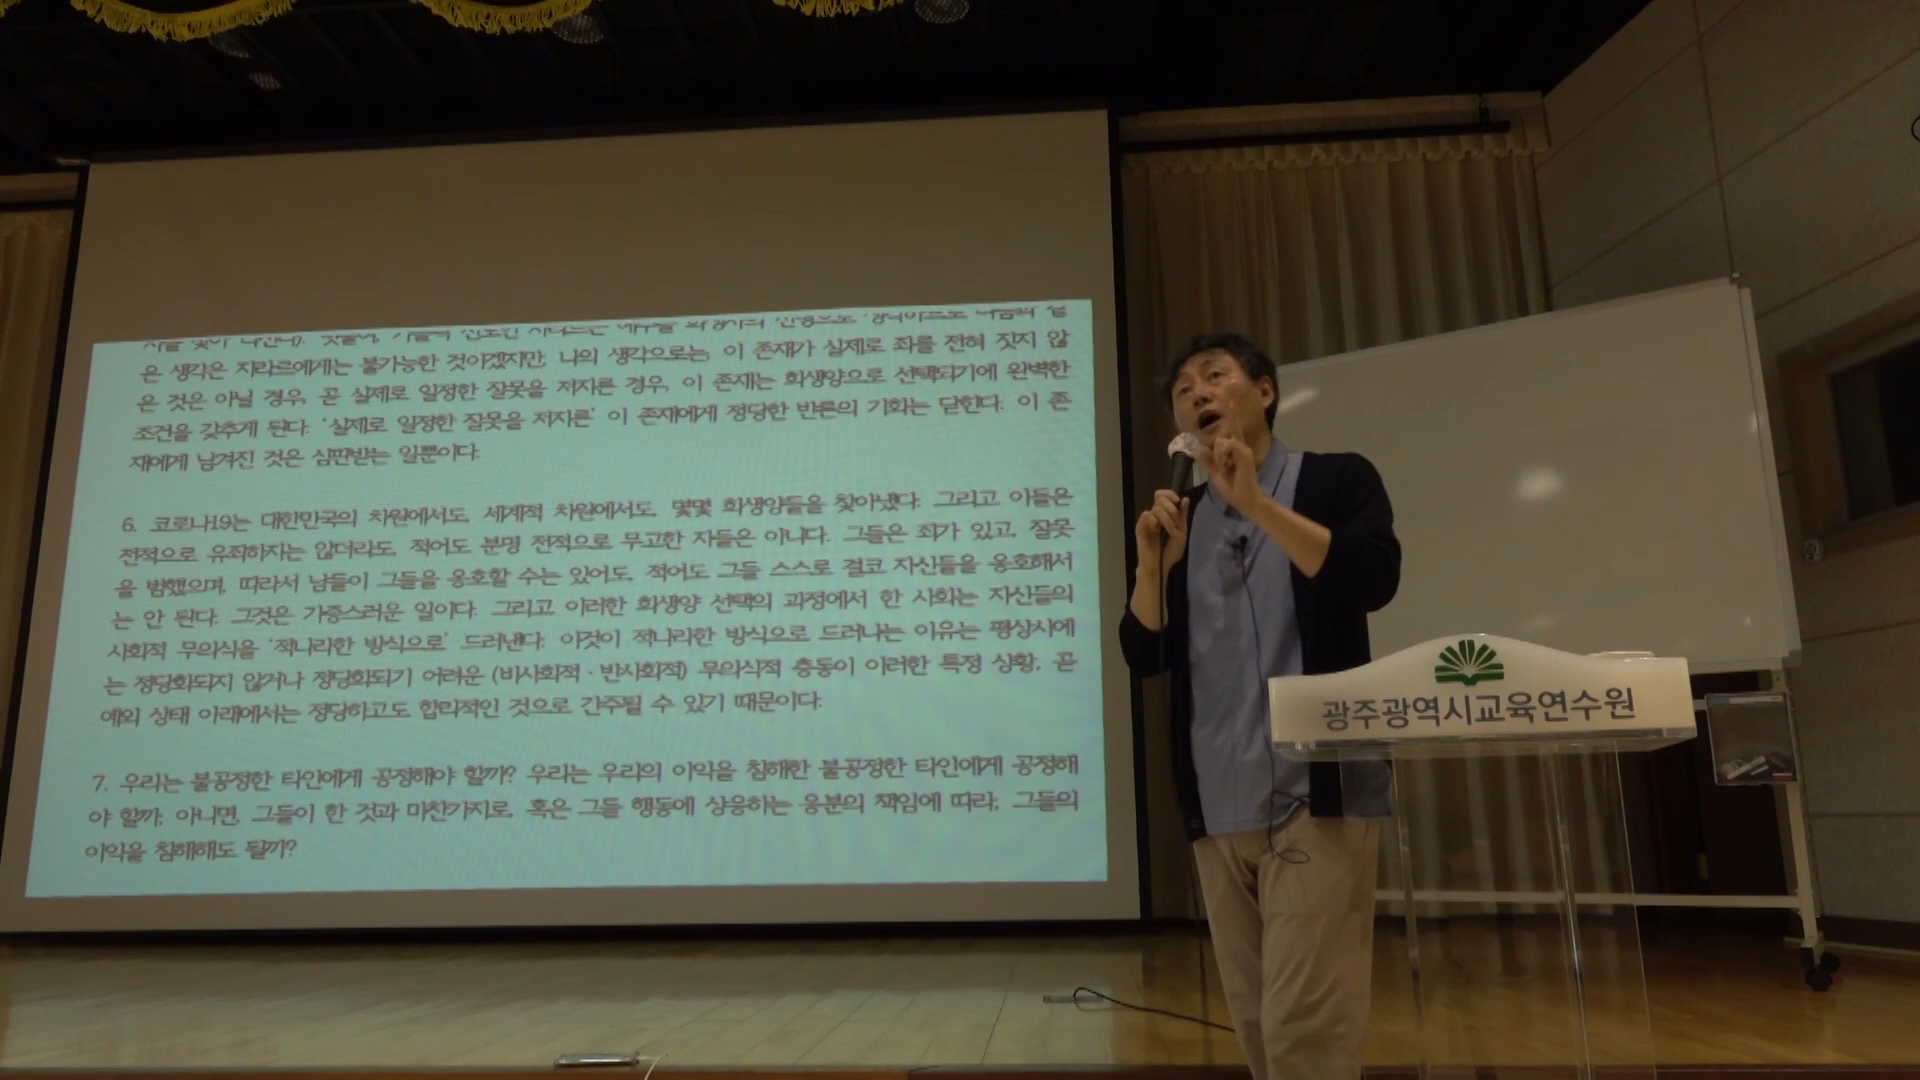 은 생각은 지라르에게는 불가능한 것이겠지만, 나의 생각으로는, 이 존재가 실제로 죄를 전혀 짓지 않
은 것은 아닐 경우, 곧 실제로 일정한 잘못을 저지른 경우, 이 존재는 희생양으로 선택되기에 완벽한
조건을 갖추게 된다. '실제로 일정한 잘못을 저지른' 이 존재에게 정당한 반론의 기회는 닫힌다. 이 존
재에게 남겨진 것은 심판받는 일뿐이다.
6. 코로나19는 대한민국의 차원에서도, 세계적 차원에서도, 몇몇 희생양들을 찾아냈다. 그리고 이들은
전적으로 유죄하지는 않더라도, 적어도 분명 전적으로 무고한 자들은 아니다. 그들은 죄가 있고, 잘못
을 범했으며, 따라서 남들이 그들을 옹호할 수는 있어도, 적어도 그들 스스로 결코 자신들을 옹호해서
는 안 된다. 그것은 가증스러운 일이다. 그리고 이러한 희생양 선택의 과정에서 한 사회는 자신들의
사회적 무의식을 '적나라한 방식으로' 드러낸다. 이것이 적나라한 방식으로 드러나는 이유는 평상시에
는 정당화되지 않거나 정당화되기 어려운 (비사회적·반사회적) 무의식적 충동이 이러한 특정 상황, 곧
예외 상태 아래에서는 정당하고도 합리적인 것으로 간주될 수 있기 때문이다.
7. 우리는 불공정한 타인에게 공정해야 할까? 우리는 우리의 이익을 침해한 불공정한 타인에게 공정해
야 할까, 아니면, 그들이 한 것과 마찬가지로, 혹은 그들 행동에 상응하는 응분의 책임에 따라, 그들의
이익을 침해해도 될까?
광주광역시교육연수원